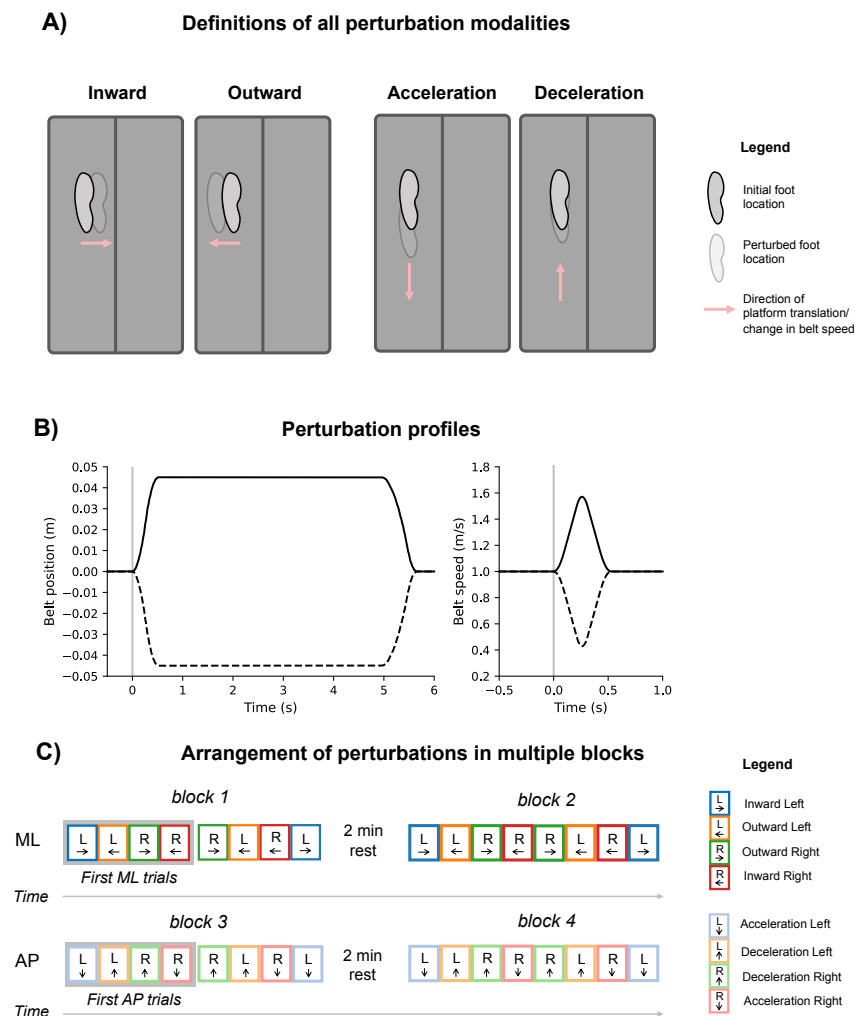 A) Definitions of all perturbation modalities
Inward Outward Acceleration Deceleration
Legend
Initial foot
location
Perturbed foot
location
Direction of
platform translation/
change in belt speed
B) Perturbation profiles
Belt position (m)
0.05
0.04
0.03
0.02
0.01
0.00
−0.01
−0.02
−0.03
−0.04
−0.05
0 1 2 3 4 5 6
Time (s)
Belt speed (m/s)
1.8
1.6
1.4
1.2
1.0
0.8
0.6
0.4
0.2
−0.5 0.0 0.5 1.0
Time (s)
C) Arrangement of perturbations in multiple blocks
block 1 block 2
ML
L → L ← R → R ← R → L ← R ← L →
2 min
rest
L → L ← R → R ← R → L ← R ← L →
First ML trials
Time
block 3 block 4
AP
L ↓ L ↑ R ↑ R ↓ R ↑ L ↑ R ↓ L ↓
2 min
rest
L ↓ L ↑ R ↑ R ↓ R ↑ L ↑ R ↓ L ↓
First AP trials
Time
Legend
L → Inward Left
L ← Outward Left
R → Outward Right
R ← Inward Right
L ↓ Acceleration Left
L ↑ Deceleration Left
R ↑ Deceleration Right
R ↓ Acceleration Right